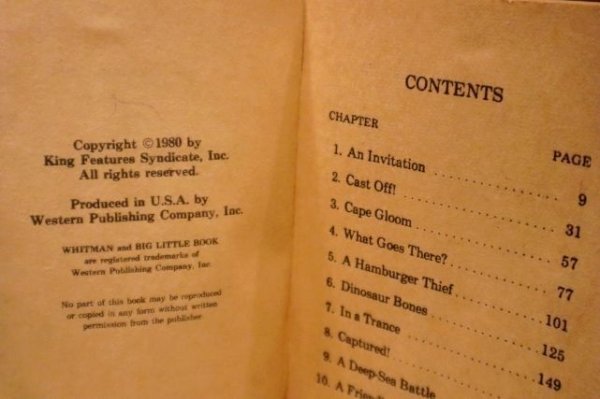 Copyright ©1980 by
King Features Syndicate, Inc.
All rights reserved.
Produced in U.S.A. by
Western Publishing Company, Inc.
WHITMAN and BIG LITTLE BOOK
are registered trademarks of
Western Publishing Company, Inc.
No part of this book may be reproduced
or copied in any form without written
permission from the publisher.
CONTENTS
CHAPTER PAGE
1. An Invitation 9
2. Cast Off! 31
3. Cape Gloom 57
4. What Goes There? 77
5. A Hamburger Thief 101
6. Dinosaur Bones 125
7. In a Trance 149
8. Captured!
9. A Deep-Sea Battle
10. A